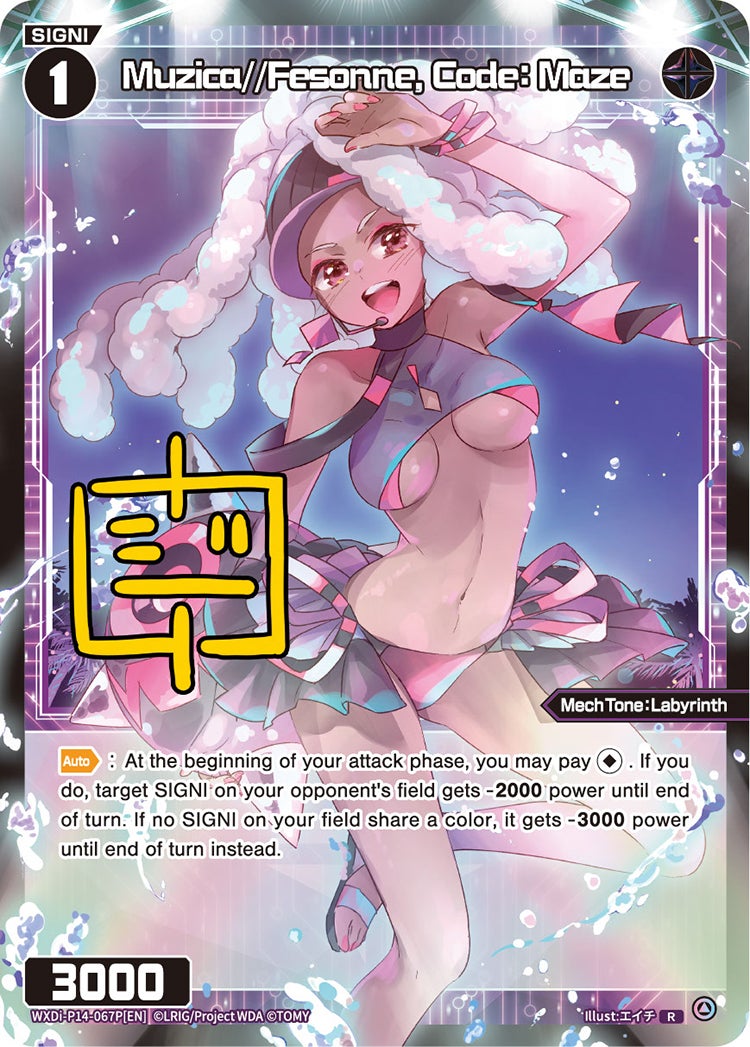 SIGNI
1
Muzica//Fesonne, Code: Maze
MechTone:Labyrinth
Auto : At the beginning of your attack phase, you may pay ◆ . If you
do, target SIGNI on your opponent's field gets -2000 power until end
of turn. If no SIGNI on your field share a color, it gets -3000 power
until end of turn instead.
3000
WXDi-P14-067P[EN] ©LRIG/Project WDA ©TOMY
Illust:エイチ R